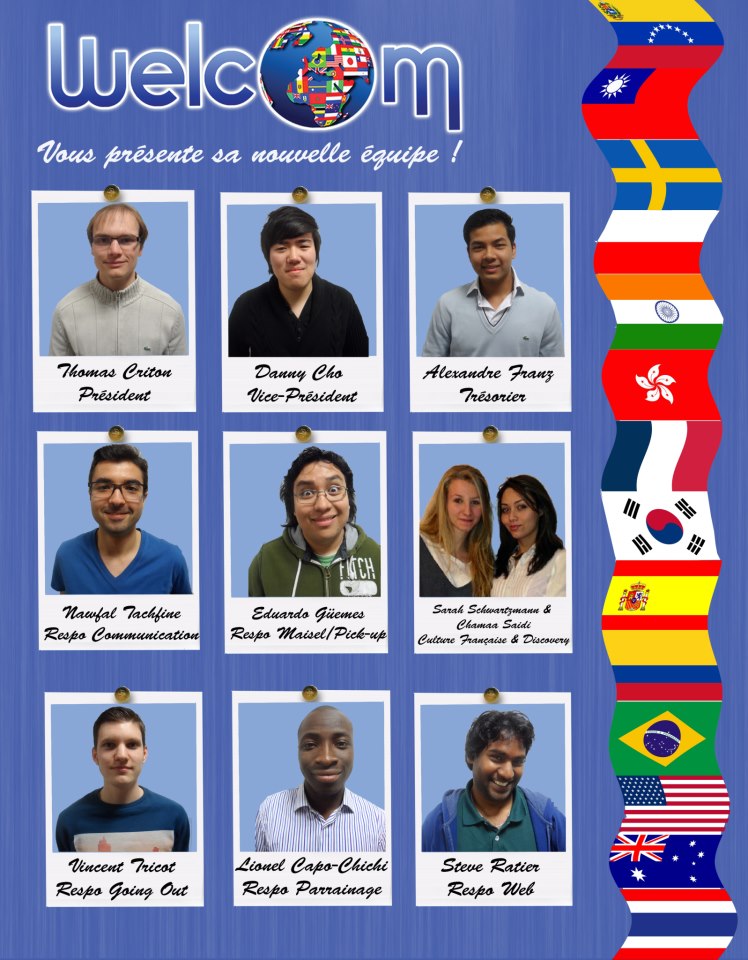 Welcom
Vous présente sa nouvelle équipe !
Thomas Criton
Président
Danny Cho
Vice-Président
Alexandre Franz
Trésorier
Nawfal Tachfine
Respo Communication
Eduardo Güemes
Respo Maisel/Pick-up
Sarah Schwartzmann &
Chamaa Saidi
Culture Française & Discovery
Vincent Tricot
Respo Going Out
Lionel Capo-Chichi
Respo Parrainage
Steve Ratier
Respo Web